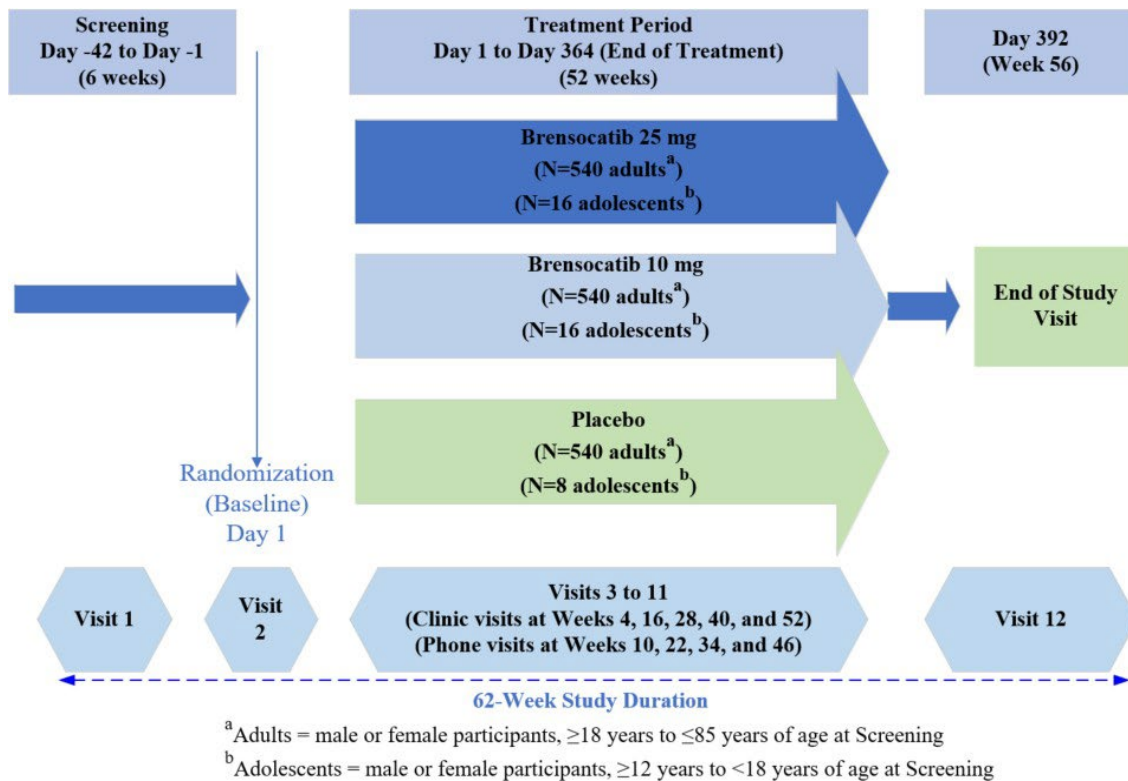 Screening
Day -42 to Day -1
(6 weeks)
Treatment Period
Day 1 to Day 364 (End of Treatment)
(52 weeks)
Day 392
(Week 56)
Brensocatib 25 mg
(N=540 adultsᵃ)
(N=16 adolescentsᵇ)
Brensocatib 10 mg
(N=540 adultsᵃ)
(N=16 adolescentsᵇ)
End of Study
Visit
Placebo
(N=540 adultsᵃ)
(N=8 adolescentsᵇ)
Randomization
(Baseline)
Day 1
Visit 1
Visit
2
Visits 3 to 11
(Clinic visits at Weeks 4, 16, 28, 40, and 52)
(Phone visits at Weeks 10, 22, 34, and 46)
Visit 12
62-Week Study Duration
ᵃAdults = male or female participants, ≥18 years to ≤85 years of age at Screening
ᵇAdolescents = male or female participants, ≥12 years to <18 years of age at Screening